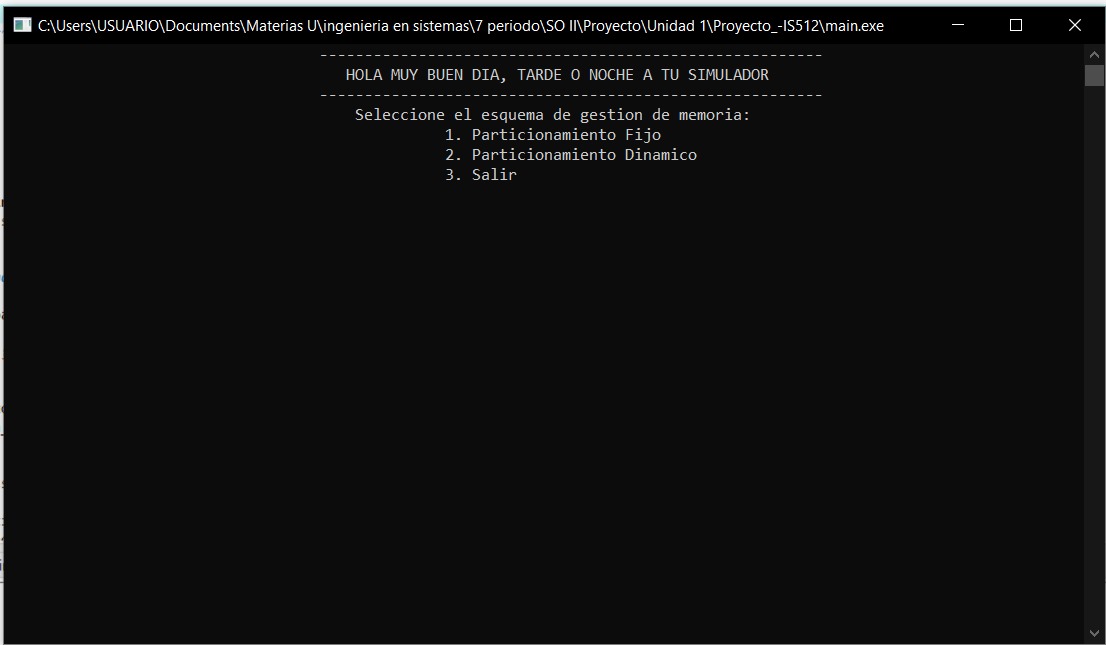 C:\Users\USUARIO\Documents\Materias U\ingenieria en sistemas\7 periodo\SO II\Proyecto\Unidad 1\Proyecto_-IS512\main.exe
--------------------------------------------------------
HOLA MUY BUEN DIA, TARDE O NOCHE A TU SIMULADOR
--------------------------------------------------------
Seleccione el esquema de gestion de memoria:
1. Particionamiento Fijo
2. Particionamiento Dinamico
3. Salir